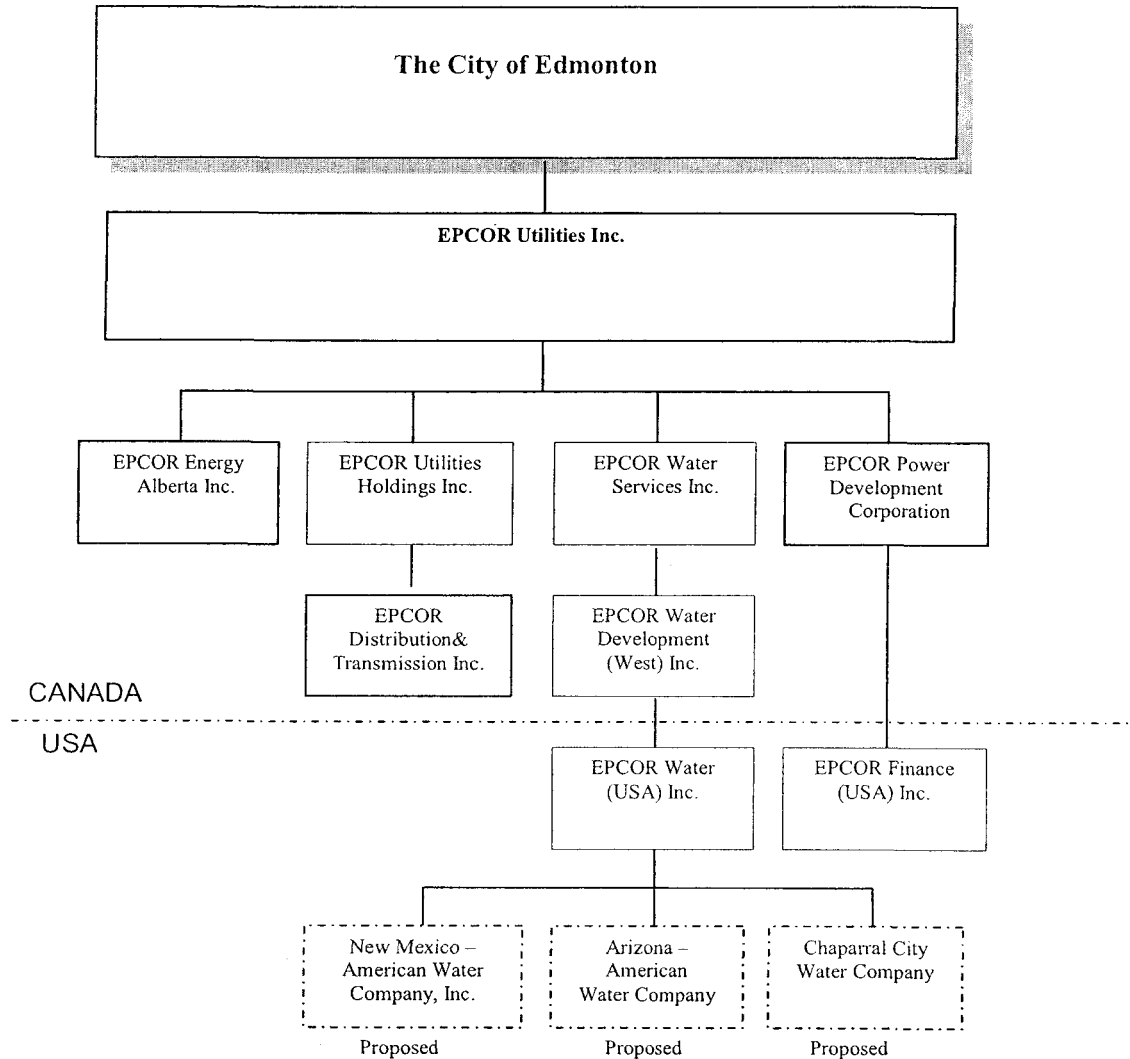 The City of Edmonton
EPCOR Utilities Inc.
EPCOR Energy
Alberta Inc.
EPCOR Utilities
Holdings Inc.
EPCOR Water
Services Inc.
EPCOR Power
Development
Corporation
EPCOR
Distribution&
Transmission Inc.
EPCOR Water
Development
(West) Inc.
CANADA
USA
EPCOR Water
(USA) Inc.
EPCOR Finance
(USA) Inc.
New Mexico –
American Water
Company, Inc.
Arizona –
American
Water Company
Chaparral City
Water Company
Proposed
Proposed
Proposed